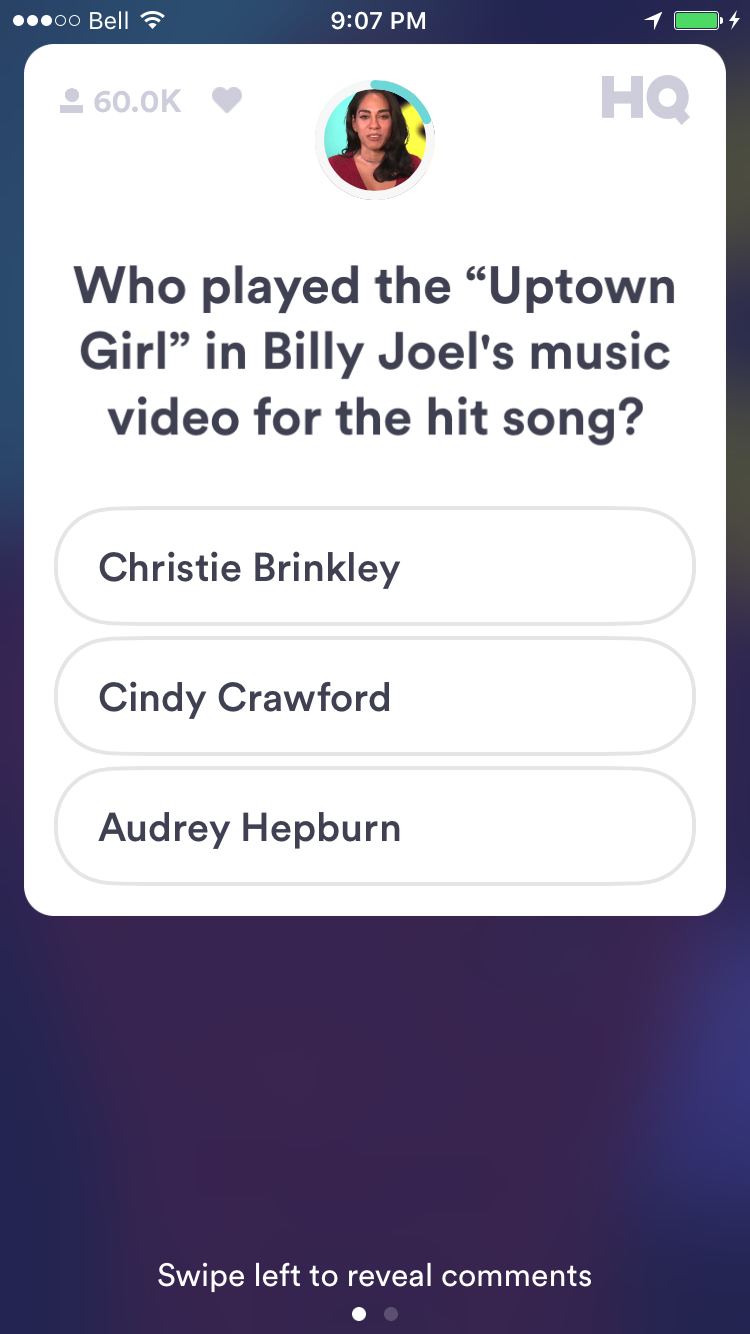 Bell 9:07 PM
60.0K HQ
Who played the “Uptown
Girl” in Billy Joel's music
video for the hit song?
Christie Brinkley
Cindy Crawford
Audrey Hepburn
Swipe left to reveal comments